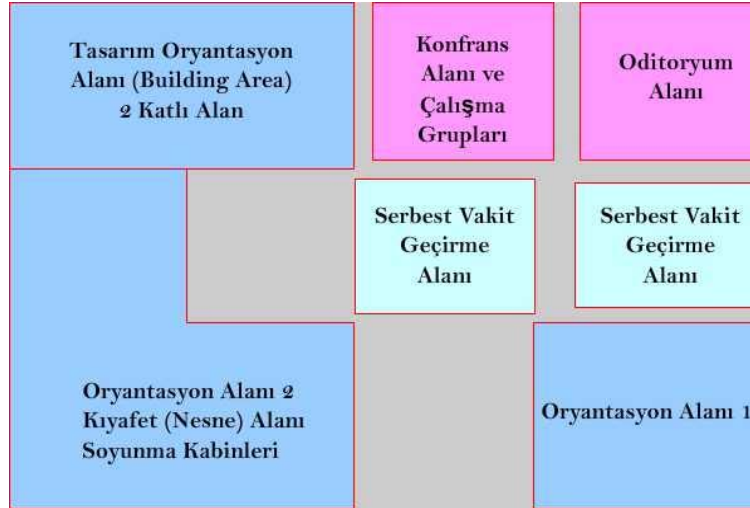 Tasarım Oryantasyon
Alanı (Building Area)
2 Katlı Alan
Konfrans
Alanı ve
Çalışma
Grupları
Oditoryum
Alanı
Serbest Vakit
Geçirme
Alanı
Serbest Vakit
Geçirme
Alanı
Oryantasyon Alanı 2
Kıyafet (Nesne) Alanı
Soyunma Kabinleri
Oryantasyon Alanı 1